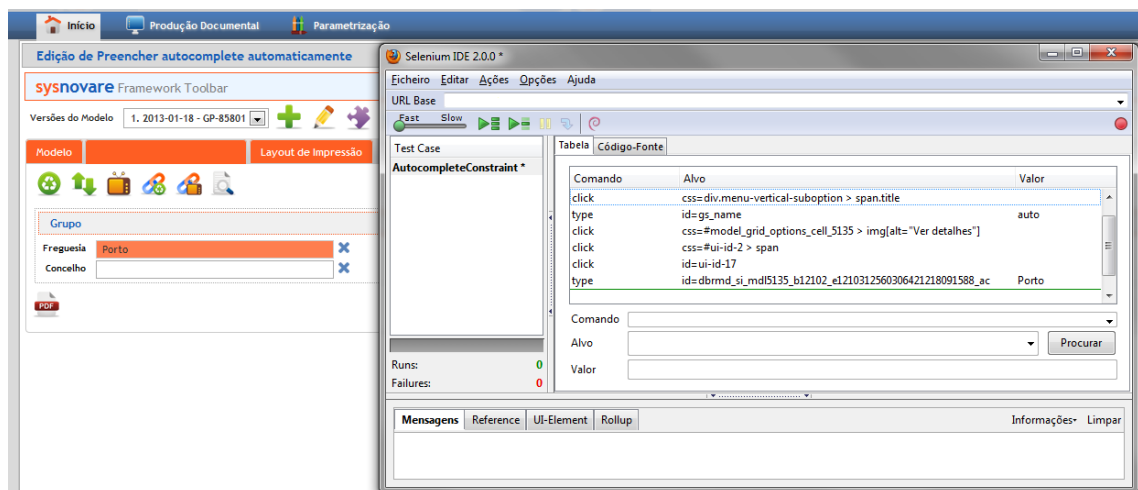 Início Produção Documental Parametrização
Edição de Preencher autocomplete automaticamente
sysnovare Framework Toolbar
Versões do Modelo 1. 2013-01-18 - GP-85801
Modelo Layout de Impressão
Grupo
Freguesia Porto
Concelho
PDF
Selenium IDE 2.0.0 *
Ficheiro Editar Ações Opções Ajuda
URL Base
Fast Slow
Test Case
AutocompleteConstraint *
Runs: 0
Failures: 0
Tabela Código-Fonte
Comando Alvo Valor
click css=div.menu-vertical-suboption > span.title
type id=gs_name auto
click css=#model_grid_options_cell_5135 > img[alt="Ver detalhes"]
click css=#ui-id-2 > span
click id=ui-id-17
type id=dbrmd_si_mdl5135_b12102_e1210312560306421218091588_ac Porto
Comando
Alvo Procurar
Valor
Mensagens Reference UI-Element Rollup Informações Limpar